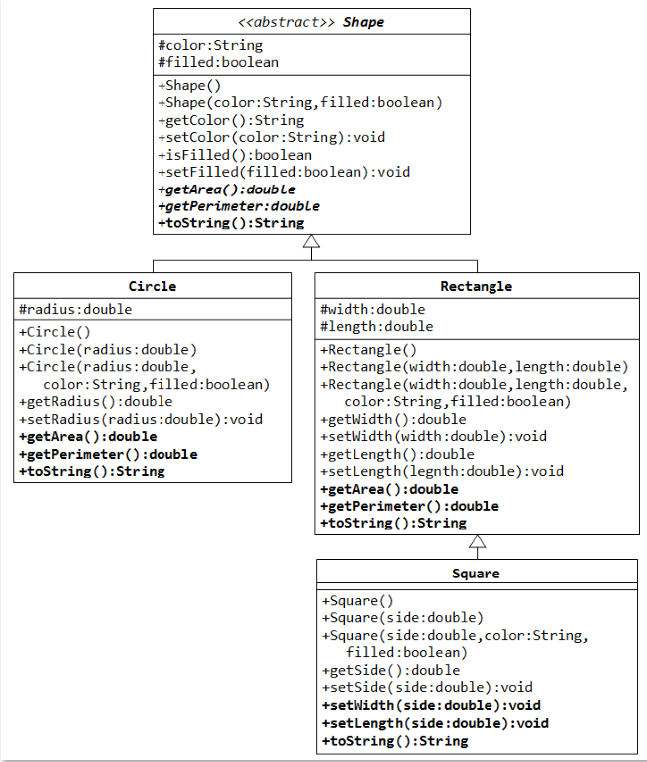 <<abstract>> Shape
#color:String
#filled:boolean
+Shape()
+Shape(color:String,filled:boolean)
+getColor():String
+setColor(color:String):void
+isFilled():boolean
+setFilled(filled:boolean):void
+getArea():double
+getPerimeter:double
+toString():String
Circle
#radius:double
+Circle()
+Circle(radius:double)
+Circle(radius:double,
color:String,filled:boolean)
+getRadius():double
+setRadius(radius:double):void
+getArea():double
+getPerimeter():double
+toString():String
Rectangle
#width:double
#length:double
+Rectangle()
+Rectangle(width:double,length:double)
+Rectangle(width:double,length:double,
color:String,filled:boolean)
+getWidth():double
+setWidth(width:double):void
+getLength():double
+setLength(legnth:double):void
+getArea():double
+getPerimeter():double
+toString():String
Square
+Square()
+Square(side:double)
+Square(side:double,color:String,
filled:boolean)
+getSide():double
+setSide(side:double):void
+setWidth(side:double):void
+setLength(side:double):void
+toString():String